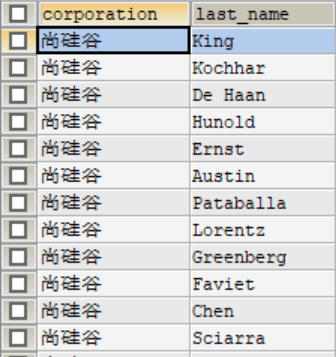 corporation last_name
尚硅谷 King
尚硅谷 Kochhar
尚硅谷 De Haan
尚硅谷 Hunold
尚硅谷 Ernst
尚硅谷 Austin
尚硅谷 Pataballa
尚硅谷 Lorentz
尚硅谷 Greenberg
尚硅谷 Faviet
尚硅谷 Chen
尚硅谷 Sciarra